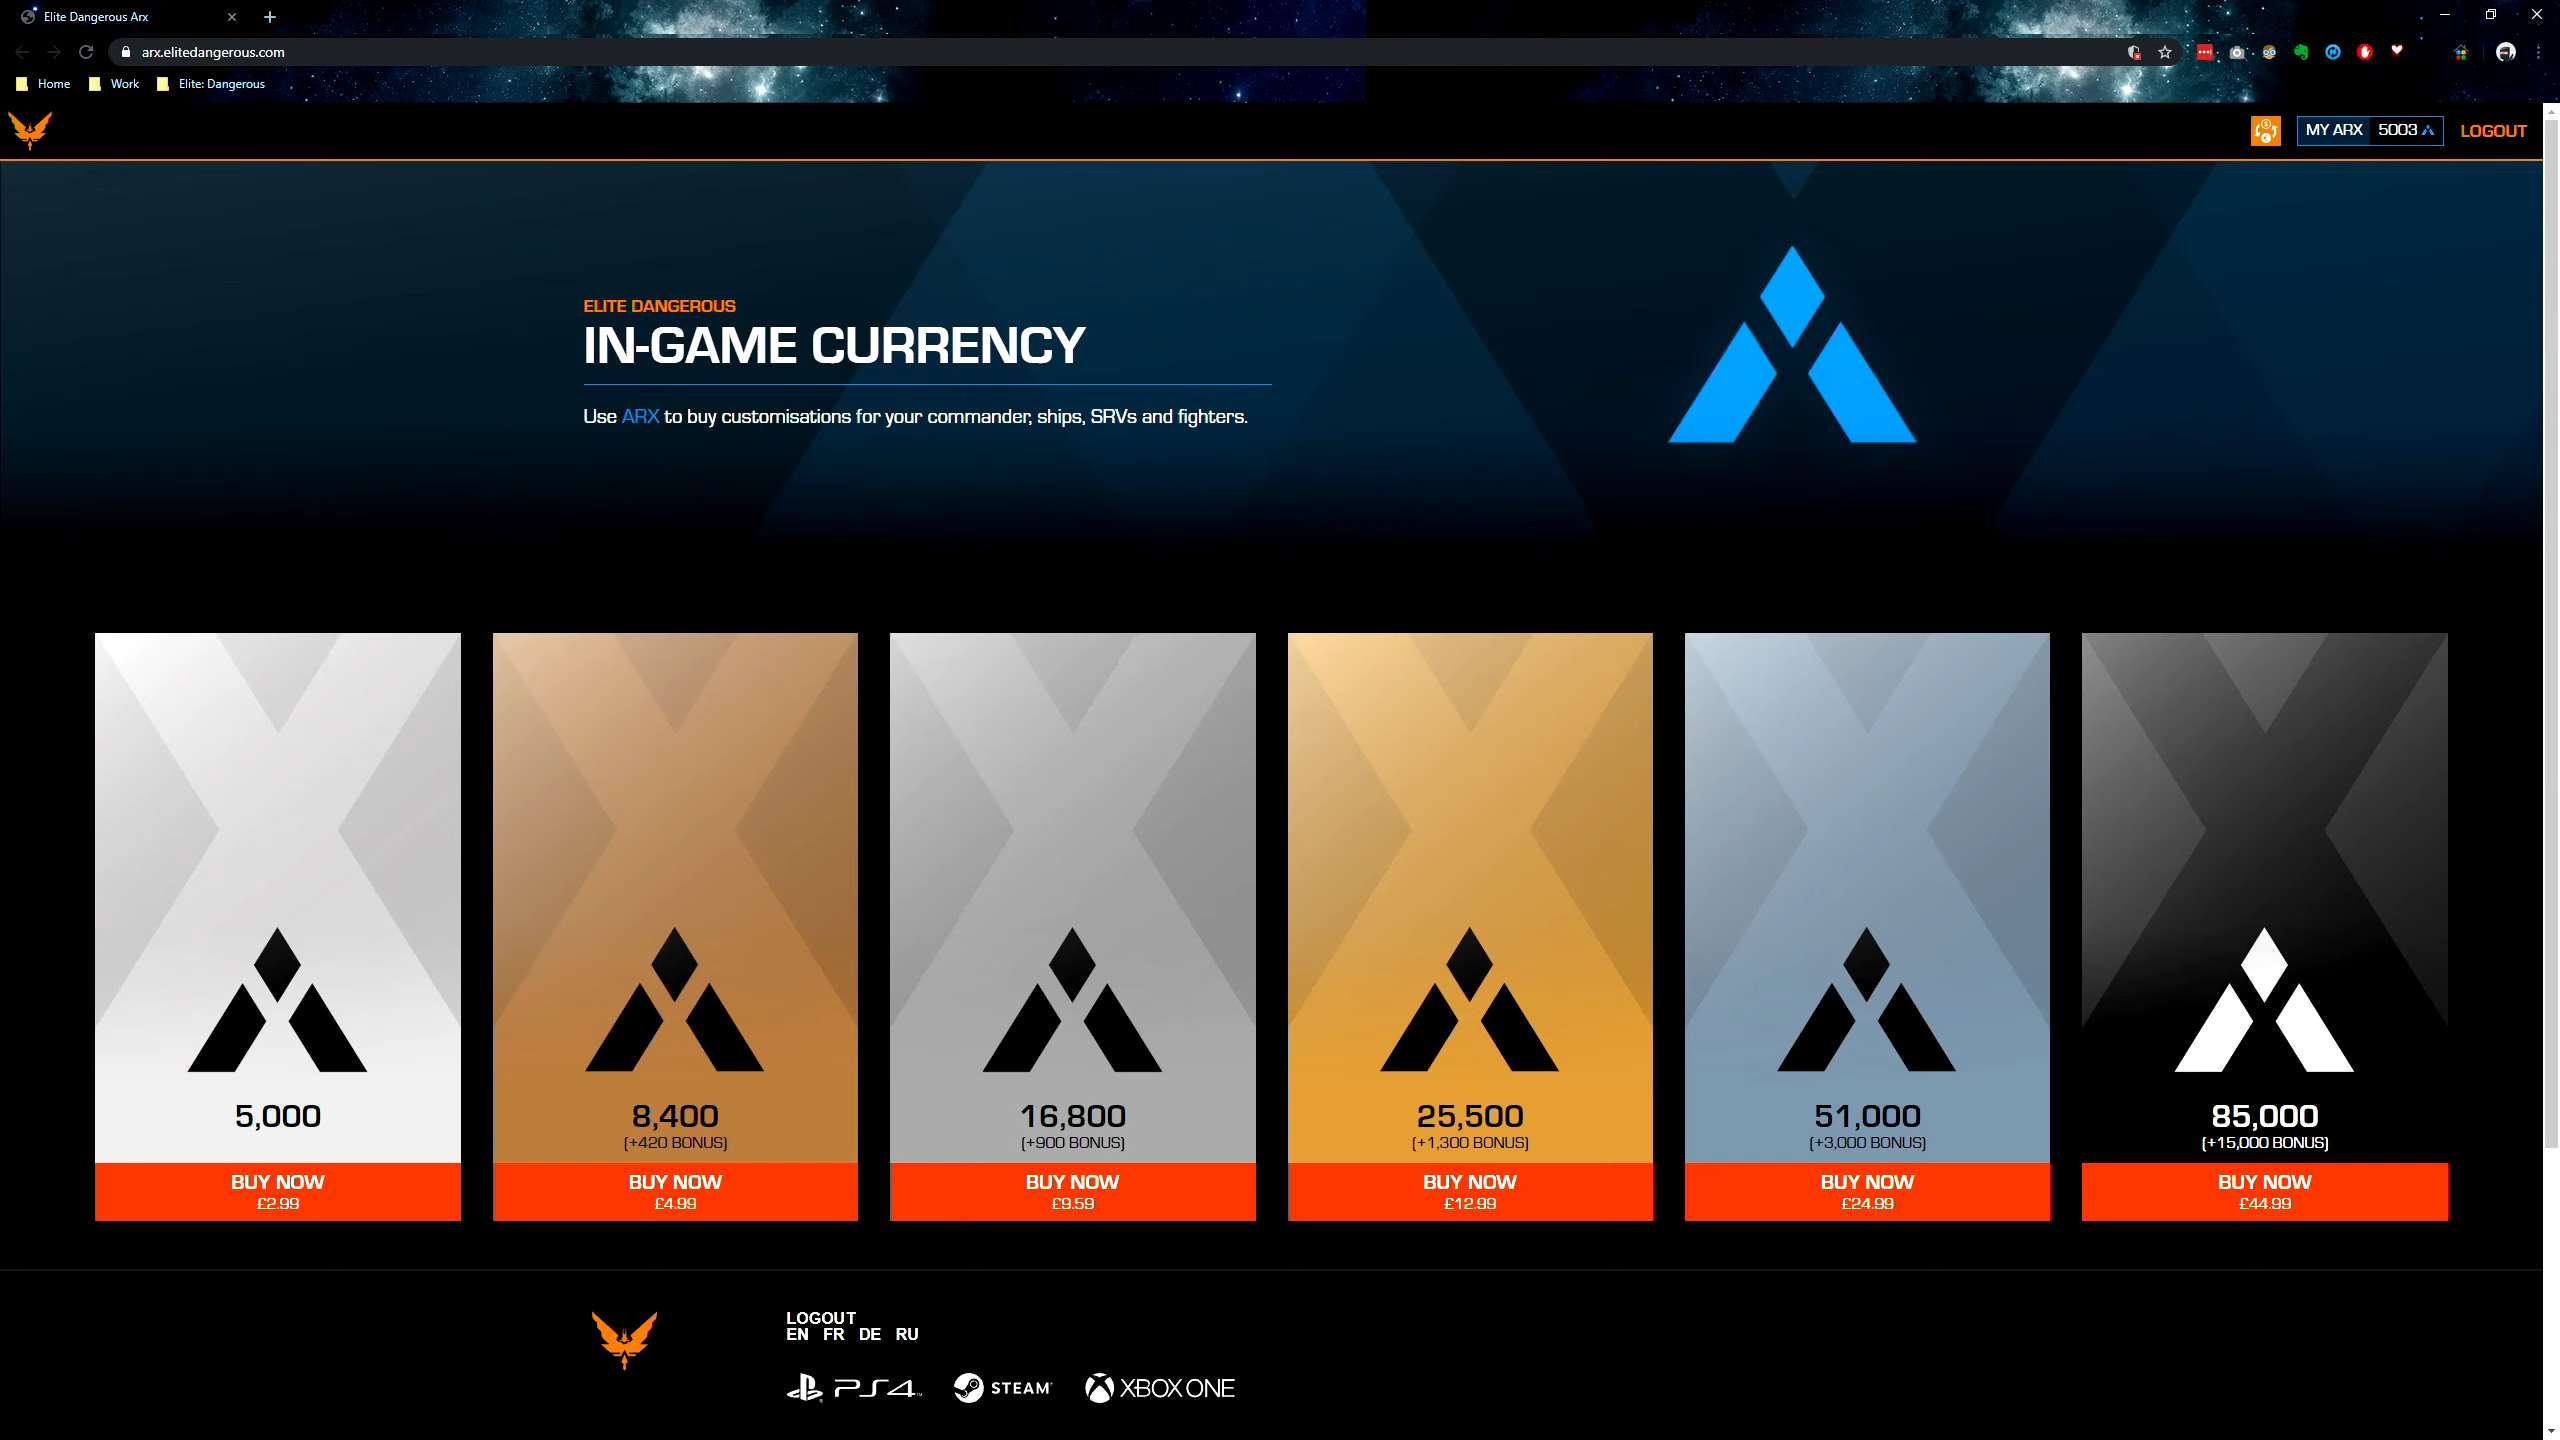 Elite Dangerous Arx
arx.elitedangerous.com
Home Work Elite: Dangerous
MY ARX 5003 LOGOUT
ELITE DANGEROUS
IN-GAME CURRENCY
Use ARX to buy customisations for your commander, ships, SRVs and fighters.
5,000
BUY NOW
£2.99
8,400
(+420 BONUS)
BUY NOW
£4.99
16,800
(+900 BONUS)
BUY NOW
£9.59
25,500
(+1,300 BONUS)
BUY NOW
£12.99
51,000
(+3,000 BONUS)
BUY NOW
£24.99
85,000
(+15,000 BONUS)
BUY NOW
£44.99
LOGOUT
EN FR DE RU
PS4 STEAM XBOX ONE